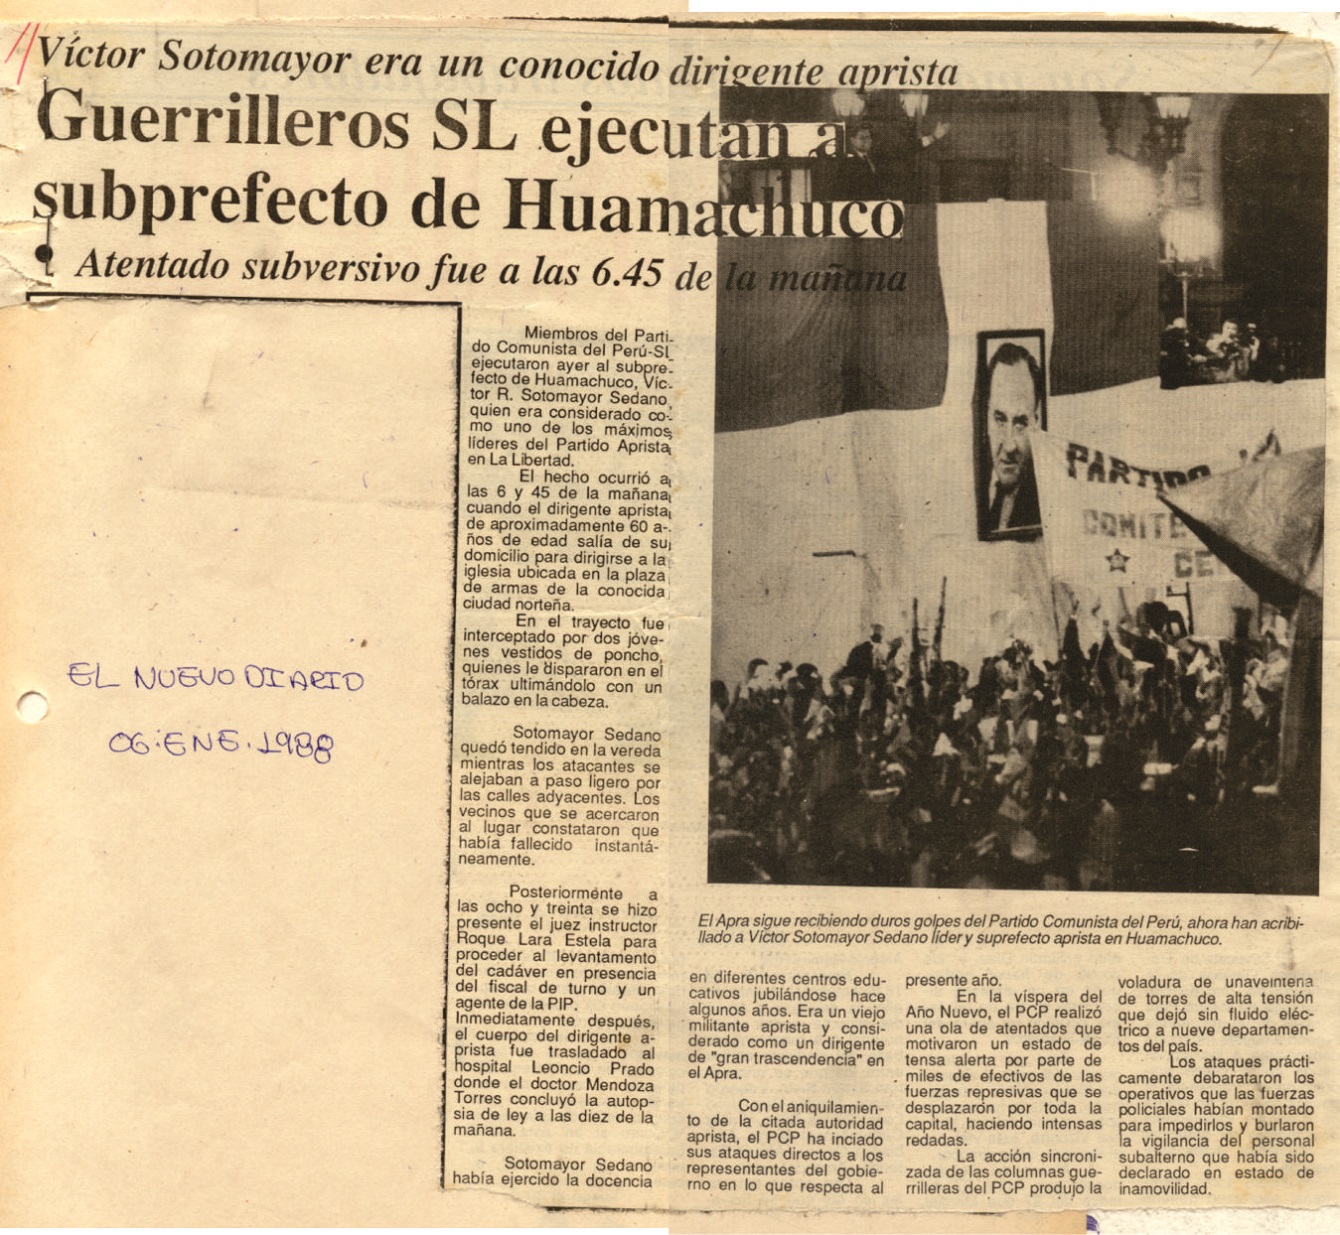 Víctor Sotomayor era un conocido dirigente aprista
Guerrilleros SL ejecutan a
subprefecto de Huamachuco
Atentado subversivo fue a las 6.45 de la mañana
EL NUEVO DIARIO
06.ENE.1988
Miembros del Parti-
do Comunista del Perú-SL
ejecutaron ayer al subpre-
fecto de Huamachuco, Víc-
tor R. Sotomayor Sedano,
quien era considerado co-
mo uno de los máximos
líderes del Partido Aprista
en La Libertad.
El hecho ocurrió a
las 6 y 45 de la mañana
cuando el dirigente aprista
de aproximadamente 60 a-
ños de edad salía de su
domicilio para dirigirse a la
iglesia ubicada en la plaza
de armas de la conocida
ciudad norteña.
En el trayecto fue
interceptado por dos jóve-
nes vestidos de poncho,
quienes le dispararon en el
tórax ultimándolo con un
balazo en la cabeza.
Sotomayor Sedano
quedó tendido en la vereda
mientras los atacantes se
alejaban a paso ligero por
las calles adyacentes. Los
vecinos que se acercaron
al lugar constataron que
había fallecido instantá-
neamente.
Posteriormente a
las ocho y treinta se hizo
presente el juez instructor
Roque Lara Estela para
proceder al levantamiento
del cadáver en presencia
del fiscal de turno y un
agente de la PIP.
Inmediatamente después,
el cuerpo del dirigente a-
prista fue trasladado al
hospital Leoncio Prado
donde el doctor Mendoza
Torres concluyó la autop-
sia de ley a las diez de la
mañana.
Sotomayor Sedano
había ejercido la docencia
PARTIDO
COMITE
CE
El Apra sigue recibiendo duros golpes del Partido Comunista del Perú, ahora han acribi-
llado a Víctor Sotomayor Sedano líder y suprefecto aprista en Huamachuco.
en diferentes centros edu-
cativos jubilándose hace
algunos años. Era un viejo
militante aprista y consi-
derado como un dirigente
de "gran trascendencia" en
el Apra.
Con el aniquilamien-
to de la citada autoridad
aprista, el PCP ha inciado
sus ataques directos a los
representantes del gobie-
rno en lo que respecta al
presente año.
En la víspera del
Año Nuevo, el PCP realizó
una ola de atentados que
motivaron un estado de
tensa alerta por parte de
miles de efectivos de las
fuerzas represivas que se
desplazaron por toda la
capital, haciendo intensas
redadas.
La acción sincroni-
zada de las columnas gue-
rrilleras del PCP produjo la
voladura de unaveintena
de torres de alta tensión
que dejó sin fluido eléc-
trico a nueve departamen-
tos del país.
Los ataques prácti-
camente debarataron los
operativos que las fuerzas
policiales habían montado
para impedirlos y burlaron
la vigilancia del personal
subalterno que había sido
declarado en estado de
inamovilidad.